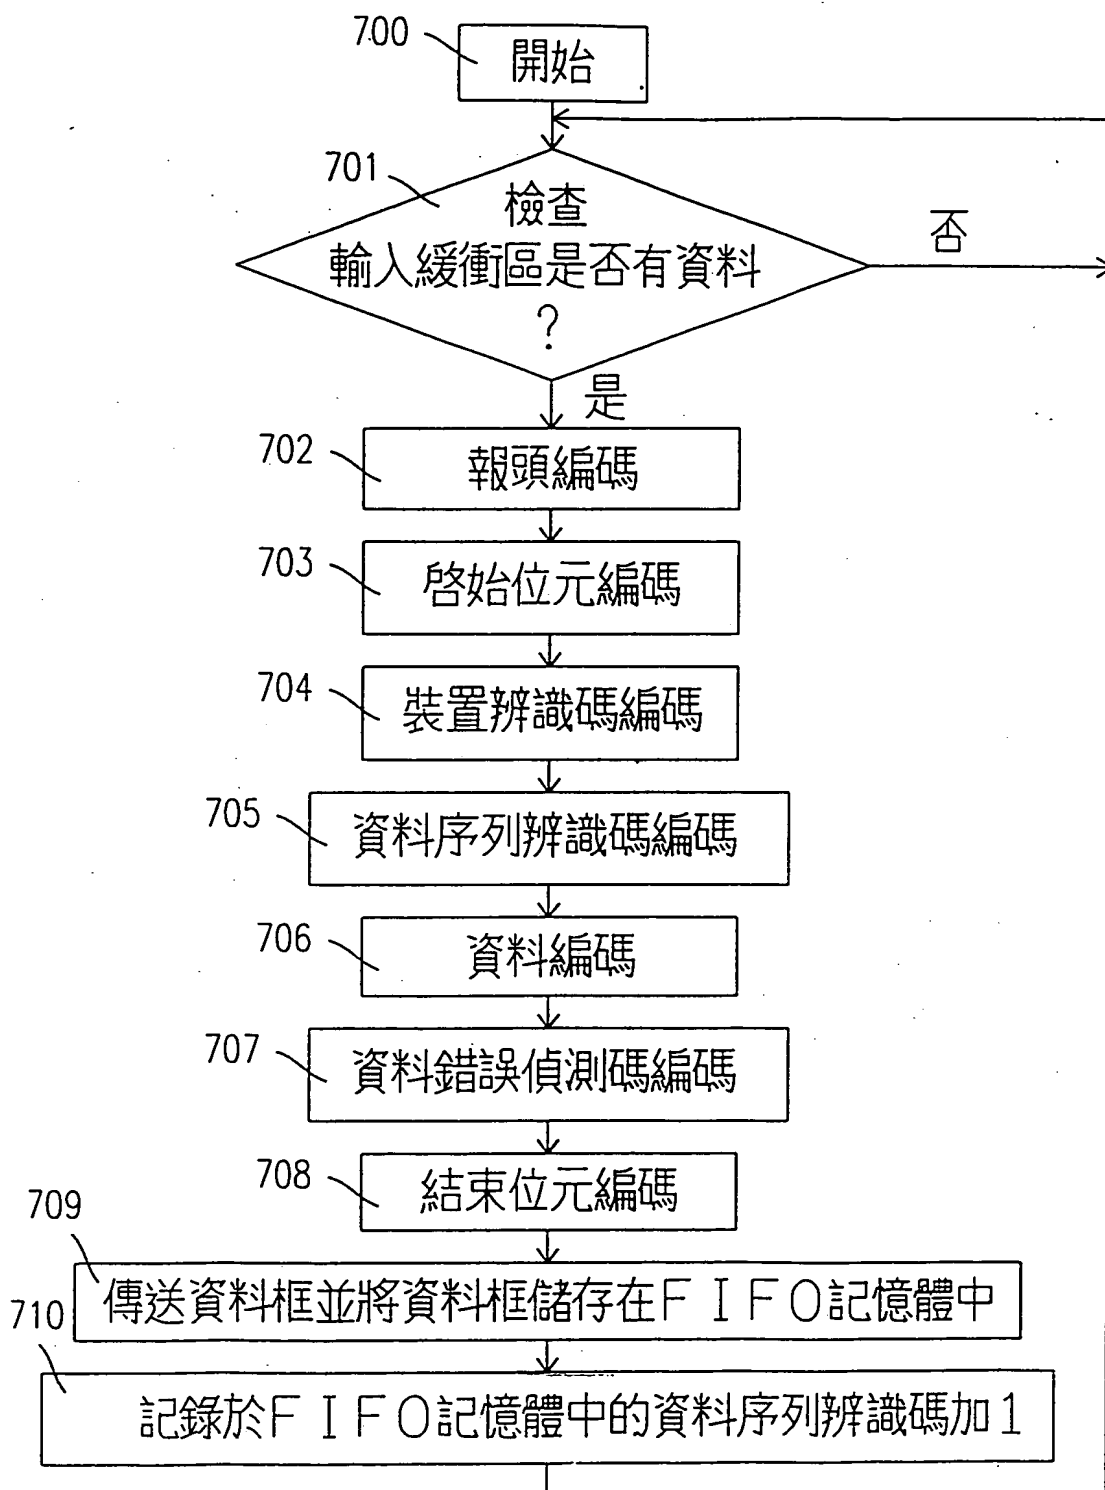 700
開始
701
檢查
輸入緩衝區是否有資料
?
否
是
702
報頭編碼
703
啓始位元編碼
704
裝置辨識碼編碼
705
資料序列辨識碼編碼
706
資料編碼
707
資料錯誤偵測碼編碼
708
結束位元編碼
709
傳送資料框並將資料框儲存在FIFO記憶體中
710
記錄於FIFO記憶體中的資料序列辨識碼加1